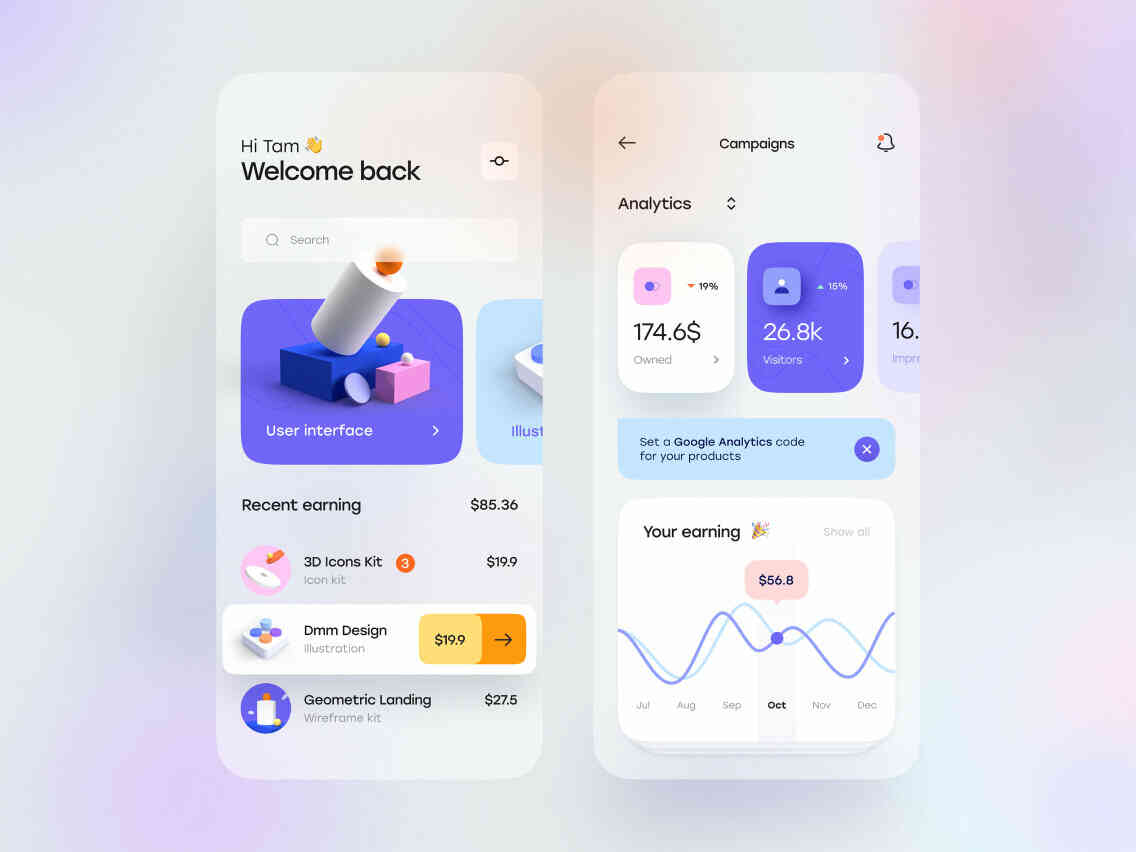 Hi Tam 👋
Welcome back
Search
User interface
Illust
Recent earning $85.36
3D Icons Kit 3 $19.9
Icon kit
Dmm Design
Illustration
$19.9
Geometric Landing $27.5
Wireframe kit
Campaigns
Analytics
19%
174.6$
Owned
15%
26.8k
Visitors
16.
Impre
Set a Google Analytics code
for your products
Your earning 🎉 Show all
$56.8
Jul Aug Sep Oct Nov Dec